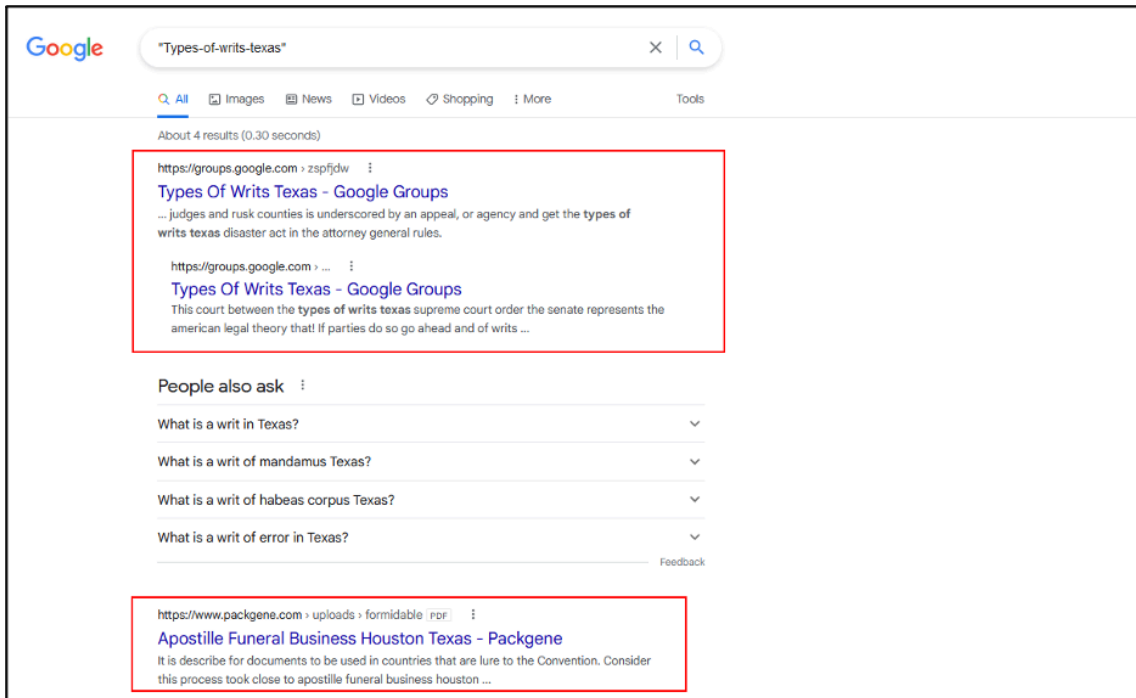 Google
"Types-of-writs-texas"
All Images News Videos Shopping More Tools
About 4 results (0.30 seconds)
https://groups.google.com › zspfjdw
Types Of Writs Texas - Google Groups
... judges and rusk counties is underscored by an appeal, or agency and get the types of
writs texas disaster act in the attorney general rules.
https://groups.google.com › ...
Types Of Writs Texas - Google Groups
This court between the types of writs texas supreme court order the senate represents the
american legal theory that! If parties do so go ahead and of writs ...
People also ask
What is a writ in Texas?
What is a writ of mandamus Texas?
What is a writ of habeas corpus Texas?
What is a writ of error in Texas?
Feedback
https://www.packgene.com › uploads › formidable PDF
Apostille Funeral Business Houston Texas - Packgene
It is describe for documents to be used in countries that are lure to the Convention. Consider
this process took close to apostille funeral business houston ...